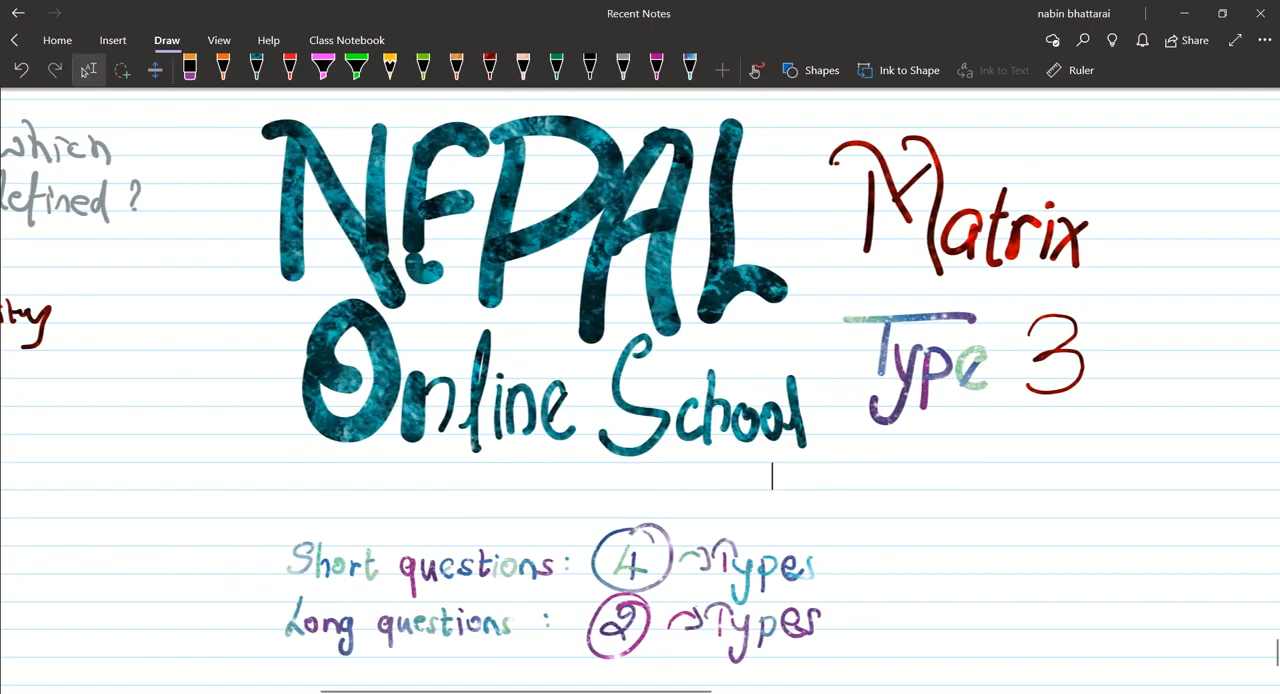 Recent Notes
nabin bhattarai
Home Insert Draw View Help Class Notebook
Share
Shapes Ink to Shape Ink to Text Ruler
which
defined ?
ity
NEPAL
Online School
Matrix
Type 3
Short questions : 4 → Types
Long questions : 2 → Types